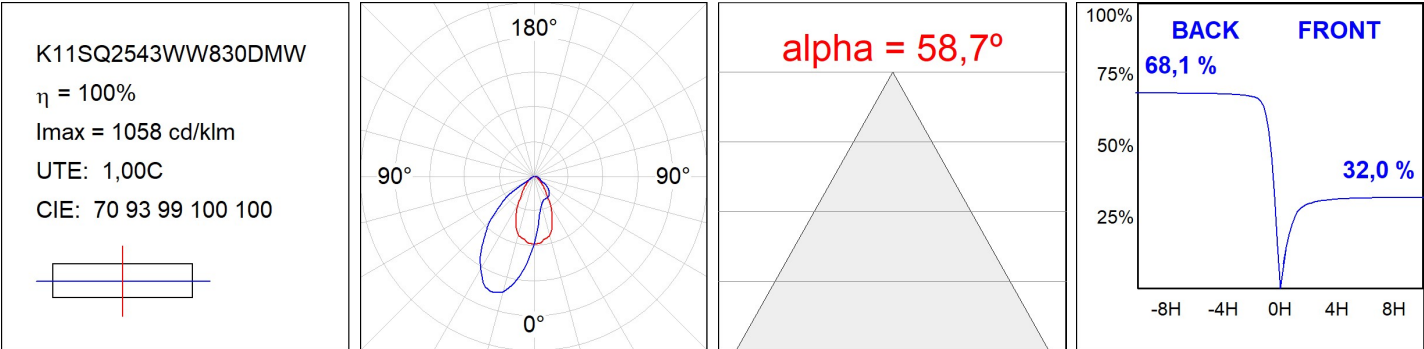 K11SQ2543WW830DMW
η = 100%
Imax = 1058 cd/klm
UTE: 1,00C
CIE: 70 93 99 100 100
180°
90° 90°
0°
alpha = 58,7º
100%
BACK FRONT
68,1 %
75%
50%
32,0 %
25%
-8H -4H 0H 4H 8H